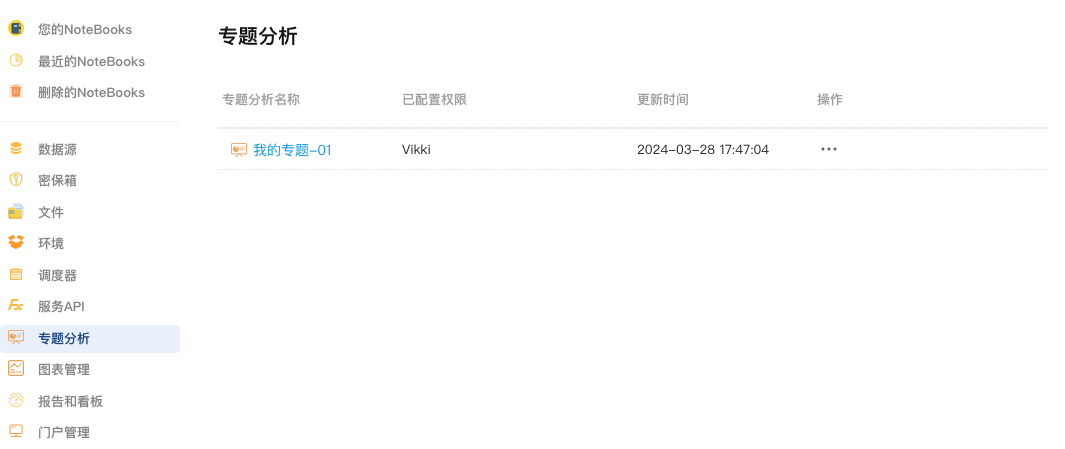 您的NoteBooks
最近的NoteBooks
删除的NoteBooks
数据源
密保箱
文件
环境
调度器
服务API
专题分析
图表管理
报告和看板
门户管理
专题分析
专题分析名称 已配置权限 更新时间 操作
我的专题-01 Vikki 2024-03-28 17:47:04 •••